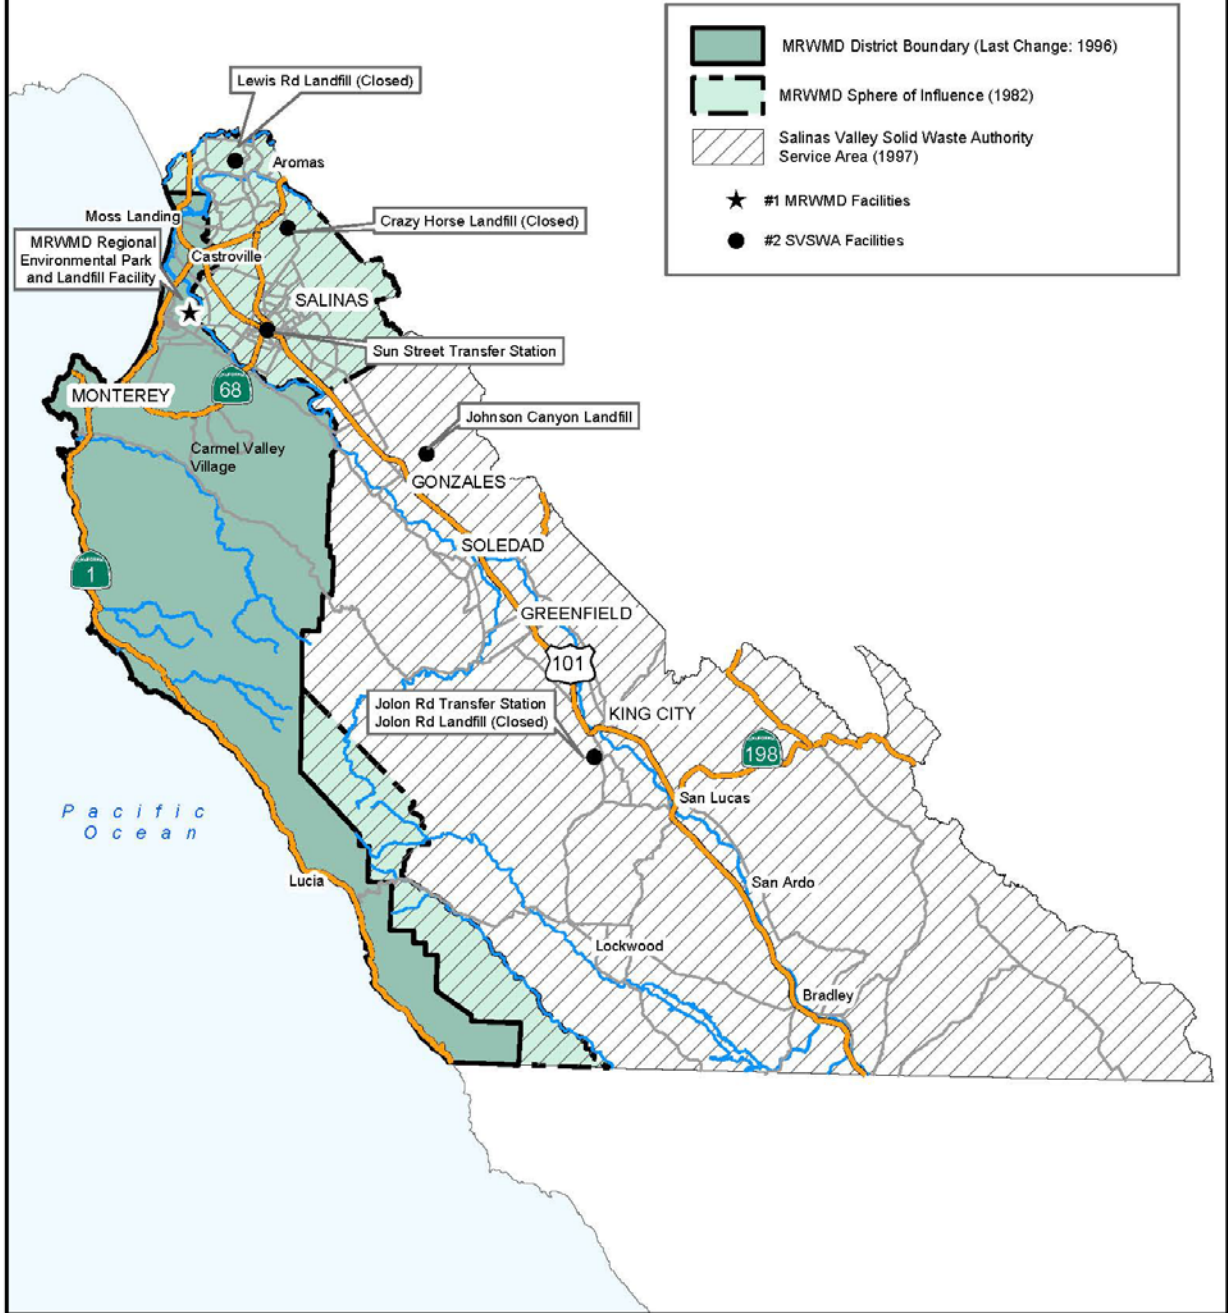 MRWMD District Boundary (Last Change: 1996)
MRWMD Sphere of Influence (1982)
Salinas Valley Solid Waste Authority
Service Area (1997)
#1 MRWMD Facilities
#2 SVSWA Facilities
Lewis Rd Landfill (Closed)
Aromas
Moss Landing
Crazy Horse Landfill (Closed)
MRWMD Regional
Environmental Park
and Landfill Facility
Castroville
SALINAS
Sun Street Transfer Station
MONTEREY
CALIFORNIA
68
Johnson Canyon Landfill
Carmel Valley
Village
GONZALES
SOLEDAD
CALIFORNIA
1
GREENFIELD
101
Jolon Rd Transfer Station
Jolon Rd Landfill (Closed)
KING CITY
CALIFORNIA
198
San Lucas
Pacific
Ocean
Lucia
San Ardo
Lockwood
Bradley